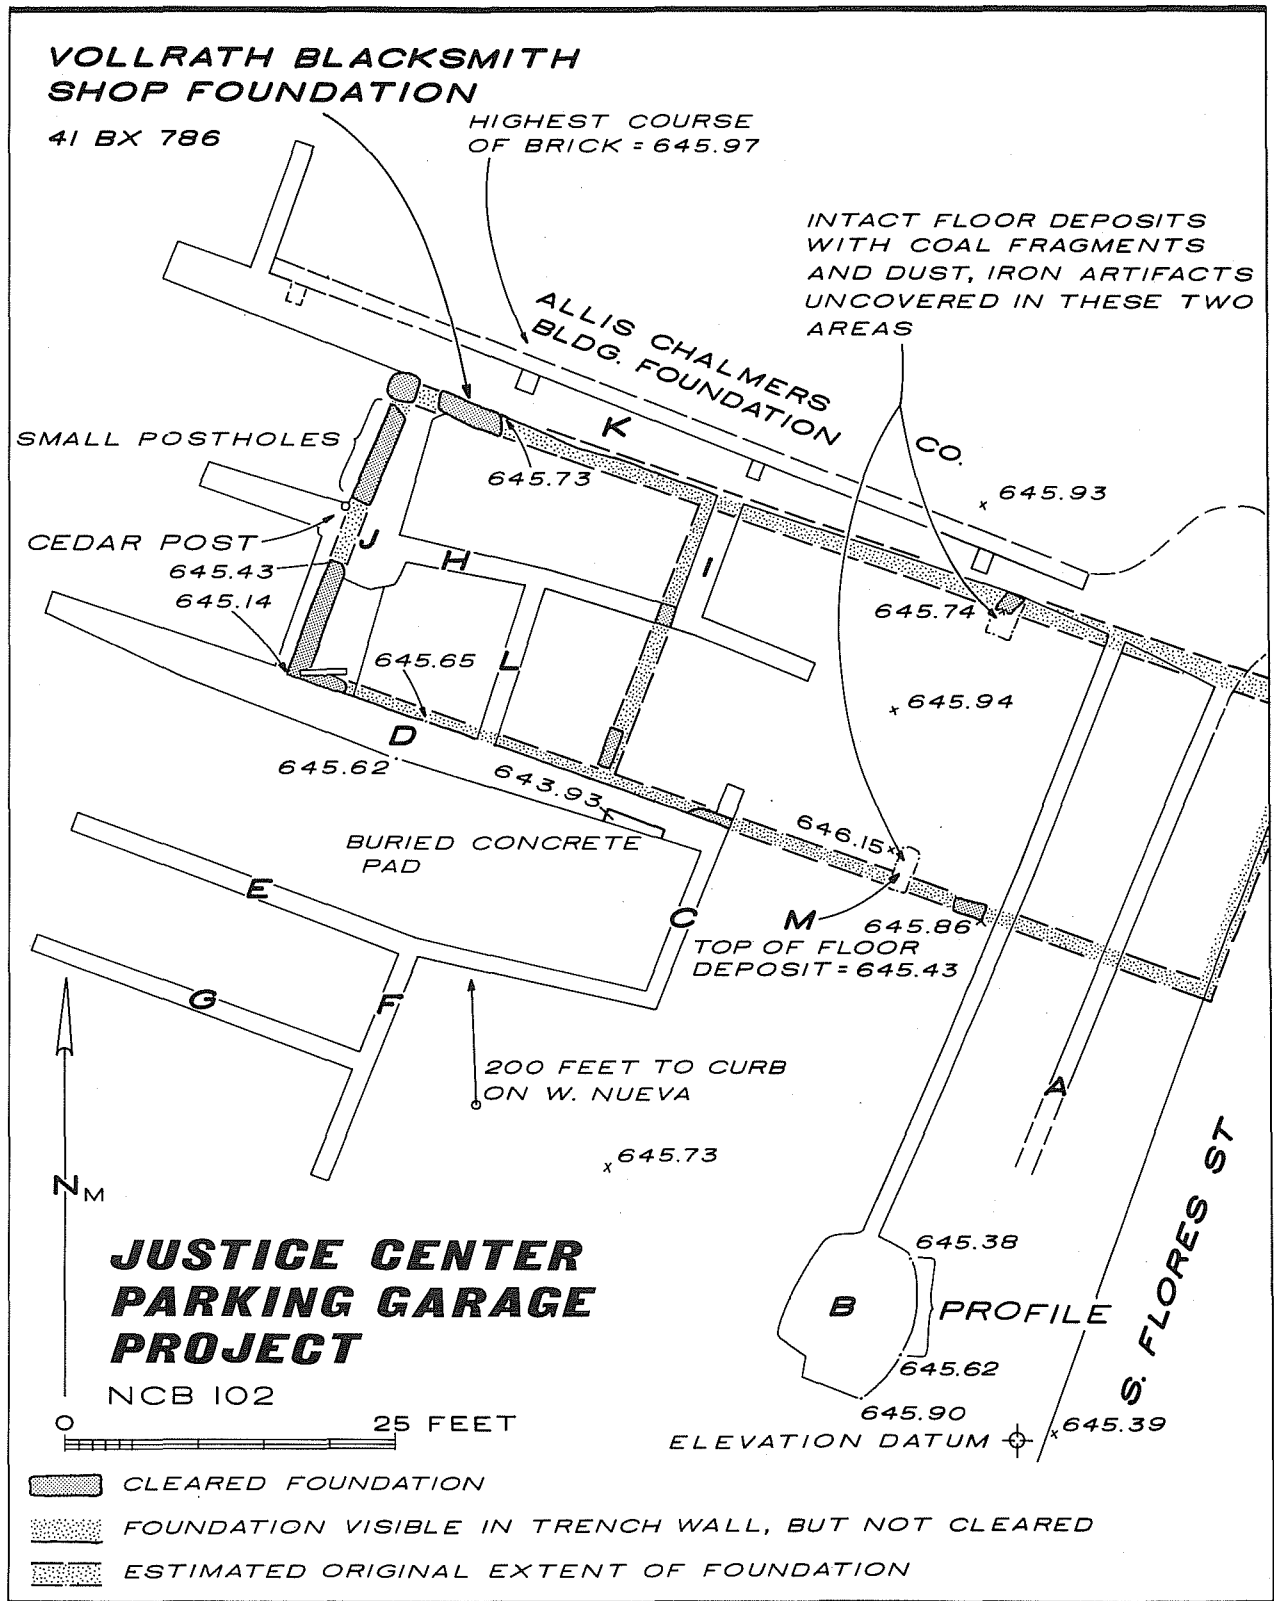 VOLLRATH BLACKSMITH
SHOP FOUNDATION
41 BX 786
HIGHEST COURSE
OF BRICK = 645.97
INTACT FLOOR DEPOSITS
WITH COAL FRAGMENTS
AND DUST, IRON ARTIFACTS
UNCOVERED IN THESE TWO
AREAS
ALLIS CHALMERS
BLDG. FOUNDATION
CO.
K
SMALL POSTHOLES
645.73
645.93
CEDAR POST
J
H
I
645.43
645.14
645.74
645.65
L
645.94
D
645.62
643.93
BURIED CONCRETE
PAD
646.15
E
C
M
645.86
TOP OF FLOOR
DEPOSIT = 645.43
G
F
200 FEET TO CURB
ON W. NUEVA
A
645.73
NM
S. FLORES ST
645.38
B
PROFILE
645.62
645.90
JUSTICE CENTER
PARKING GARAGE
PROJECT
NCB 102
0
25 FEET
ELEVATION DATUM
645.39
CLEARED FOUNDATION
FOUNDATION VISIBLE IN TRENCH WALL, BUT NOT CLEARED
ESTIMATED ORIGINAL EXTENT OF FOUNDATION